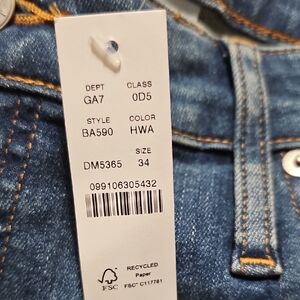 DEPT CLASS
GA7 0D5
STYLE COLOR
BA590 HWA
SIZE
DM5365 34
099106305432
FSC
RECYCLED
Paper
FSC® C117781